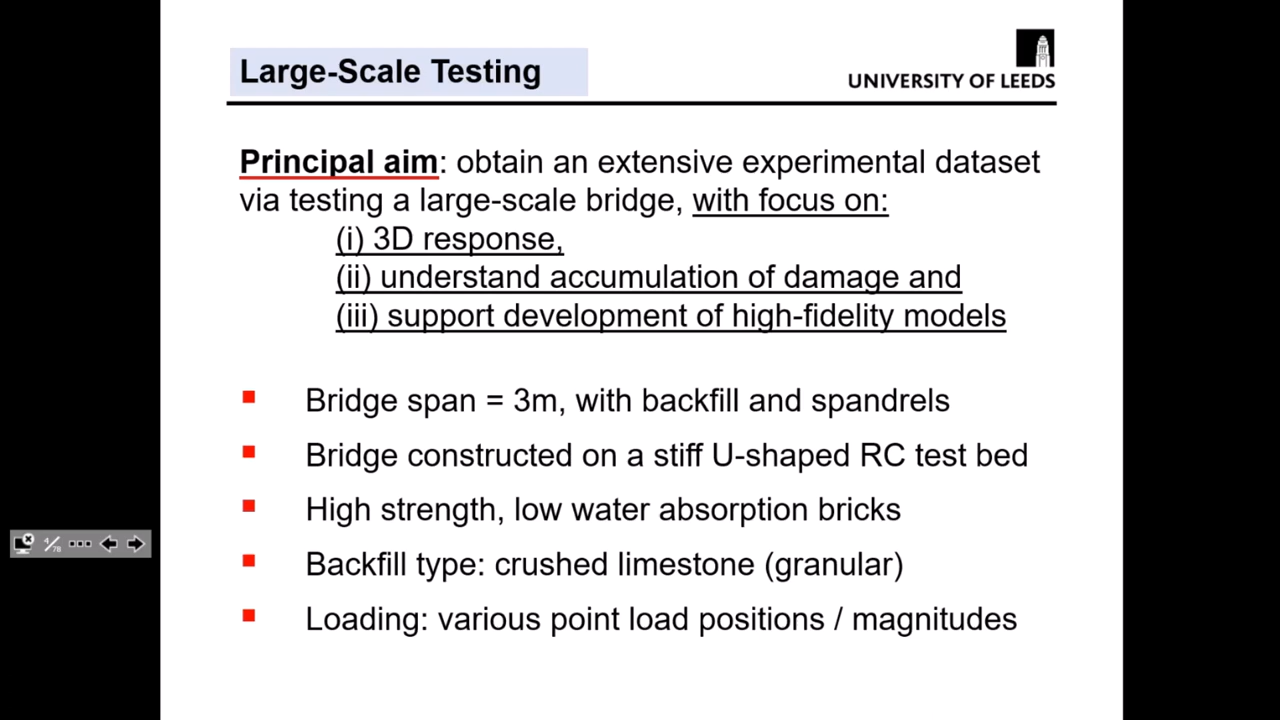 Large-Scale Testing
UNIVERSITY OF LEEDS
Principal aim: obtain an extensive experimental dataset
via testing a large-scale bridge, with focus on:
(i) 3D response,
(ii) understand accumulation of damage and
(iii) support development of high-fidelity models
Bridge span = 3m, with backfill and spandrels
Bridge constructed on a stiff U-shaped RC test bed
High strength, low water absorption bricks
4/78
Backfill type: crushed limestone (granular)
Loading: various point load positions / magnitudes